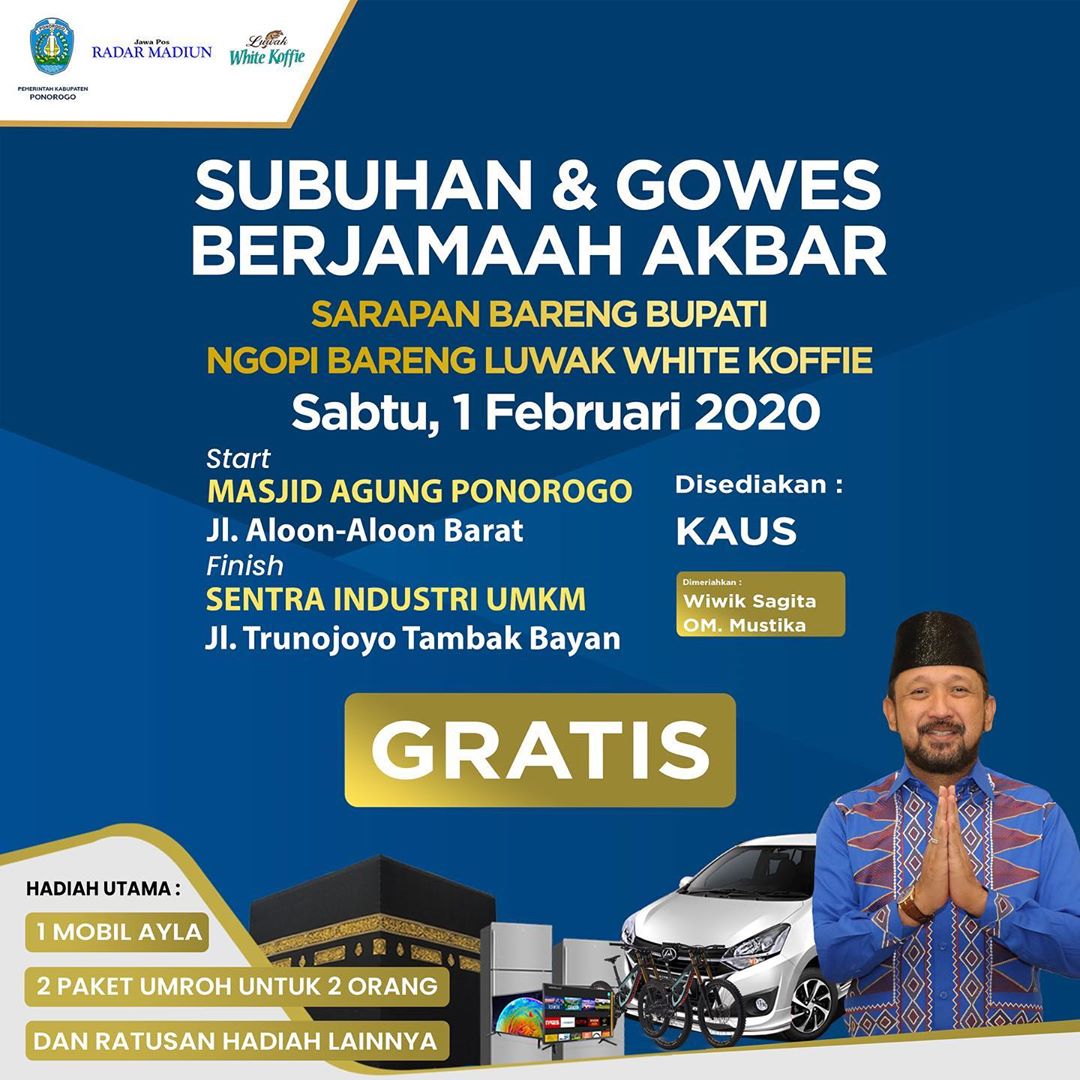 PEMERINTAH KABUPATEN
PONOROGO
Jawa Pos
RADAR MADIUN
Luwak
White Koffie
SUBUHAN & GOWES
BERJAMAAH AKBAR
SARAPAN BARENG BUPATI
NGOPI BARENG LUWAK WHITE KOFFIE
Sabtu, 1 Februari 2020
Start
MASJID AGUNG PONOROGO
Jl. Aloon-Aloon Barat
Finish
SENTRA INDUSTRI UMKM
Jl. Trunojoyo Tambak Bayan
Disediakan :
KAUS
Dimeriahkan :
Wiwik Sagita
OM. Mustika
GRATIS
HADIAH UTAMA :
1 MOBIL AYLA
2 PAKET UMROH UNTUK 2 ORANG
DAN RATUSAN HADIAH LAINNYA